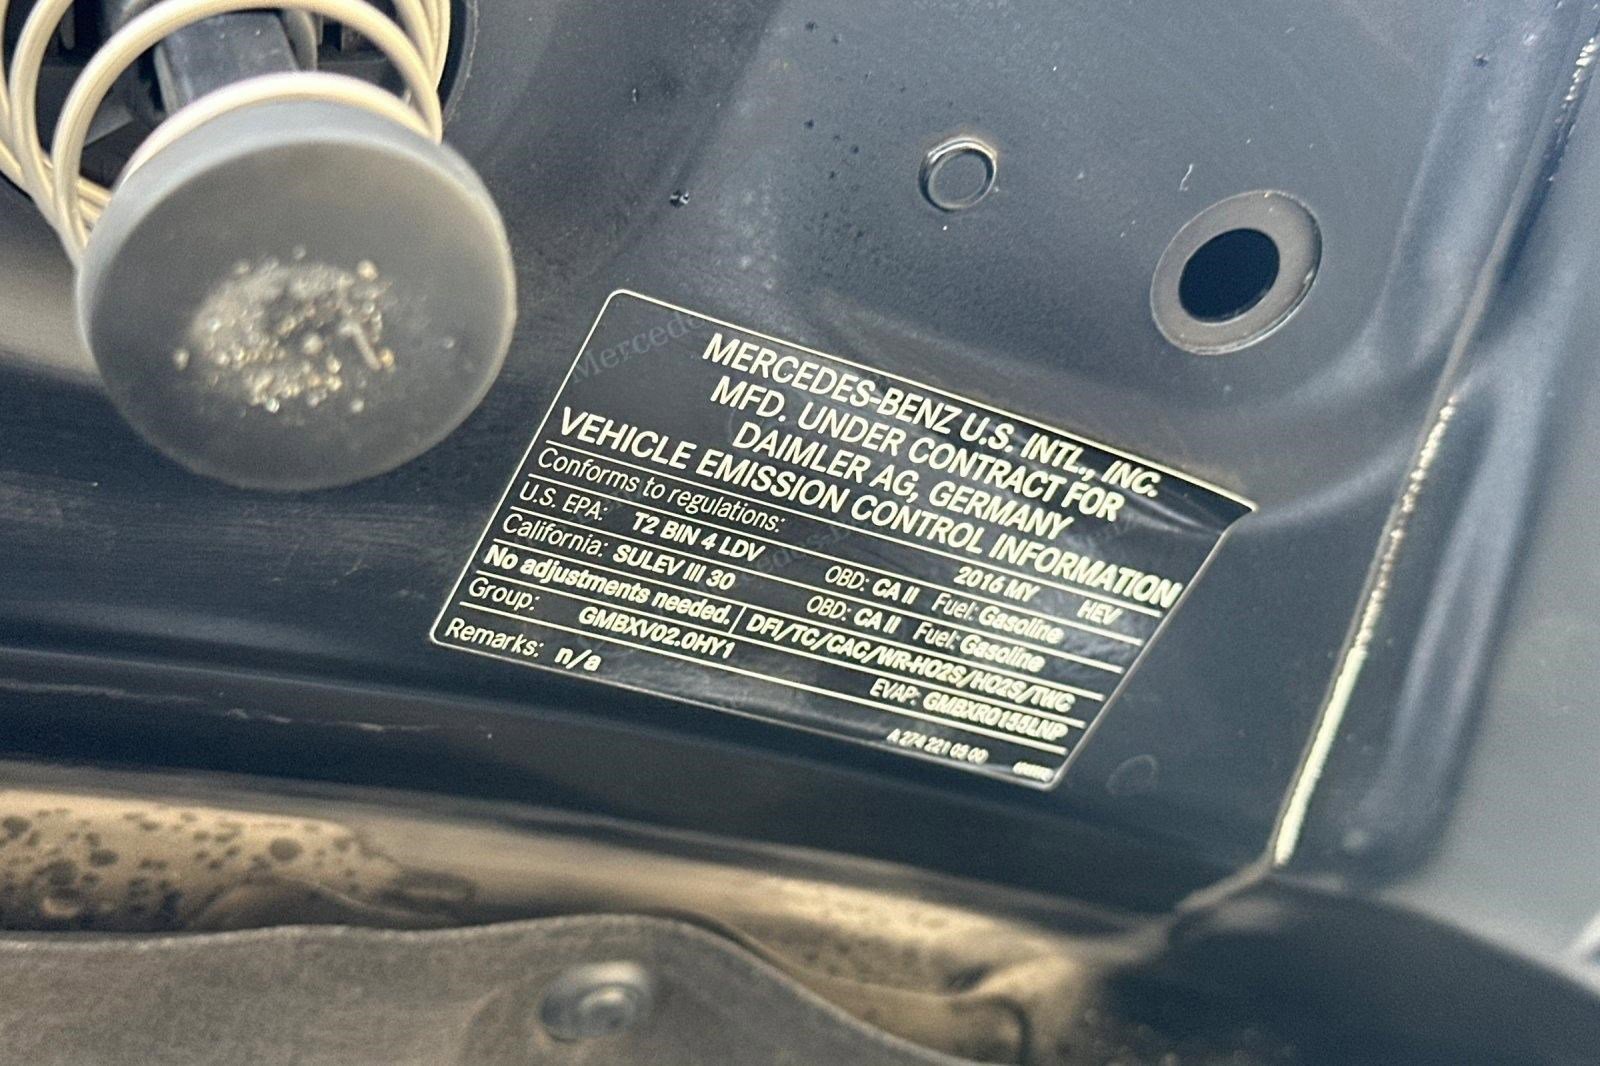 MERCEDES-BENZ U.S. INTL., INC.
MFD. UNDER CONTRACT FOR
DAIMLER AG, GERMANY
VEHICLE EMISSION CONTROL INFORMATION
Conforms to regulations: 2016 MY HEV
U.S. EPA: T2 BIN 4 LDV OBD: CA II Fuel: Gasoline
California: SULEV III 30 OBD: CA II Fuel: Gasoline
No adjustments needed. DFI/TC/CAC/WR-HO2S/HO2S/TWC
Group: GMBXV02.0HY1 EVAP: GMBXR0155LNP
Remarks: n/a
A 274 221 05 00